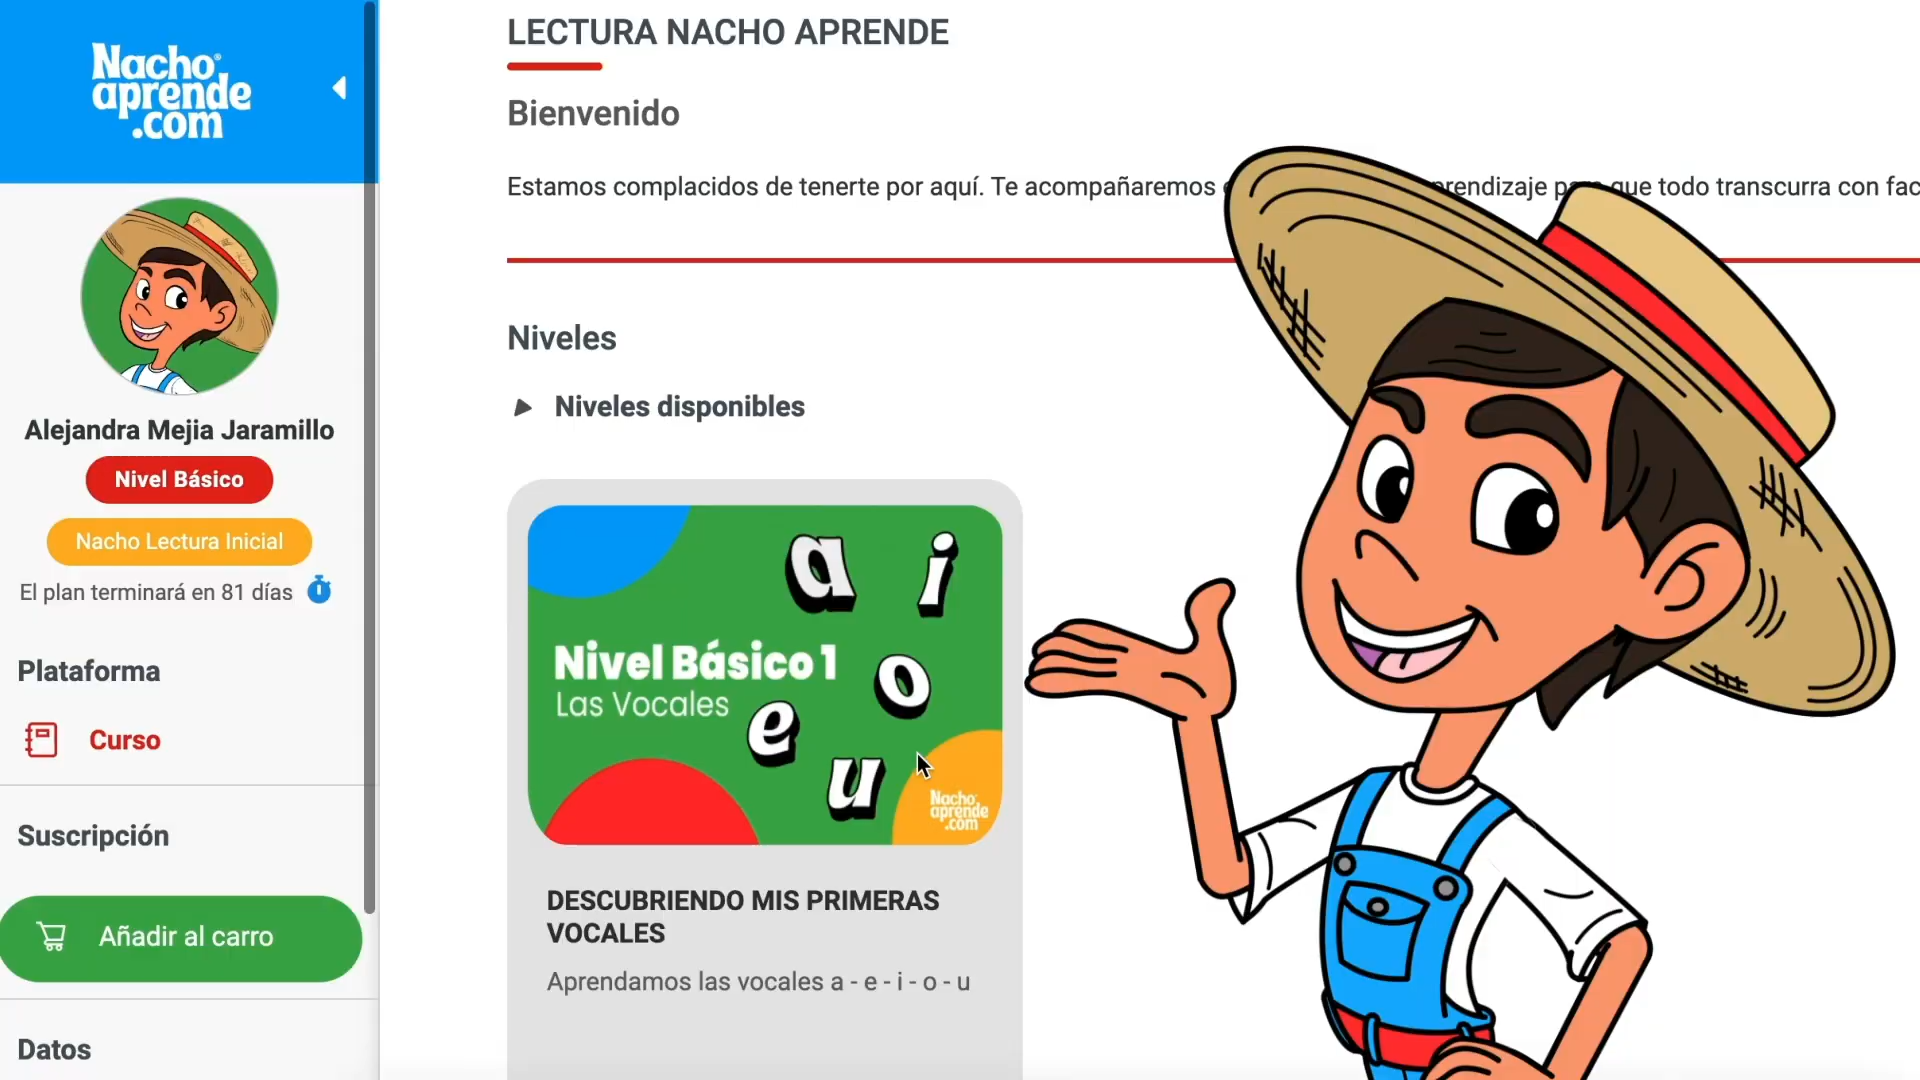 Nacho
aprende
.com
Alejandra Mejia Jaramillo
Nivel Básico
Nacho Lectura Inicial
El plan terminará en 81 días
Plataforma
Curso
Suscripción
Añadir al carro
Datos
LECTURA NACHO APRENDE
Bienvenido
Estamos complacidos de tenerte por aquí. Te acompañaremos que todo transcurra con
Niveles
Niveles disponibles
a i
Nivel Básico 1
Las Vocales
o
e
u
Nacho
aprende
.com
DESCUBRIENDO MIS PRIMERAS
VOCALES
Aprendamos las vocales a - e - i - o - u